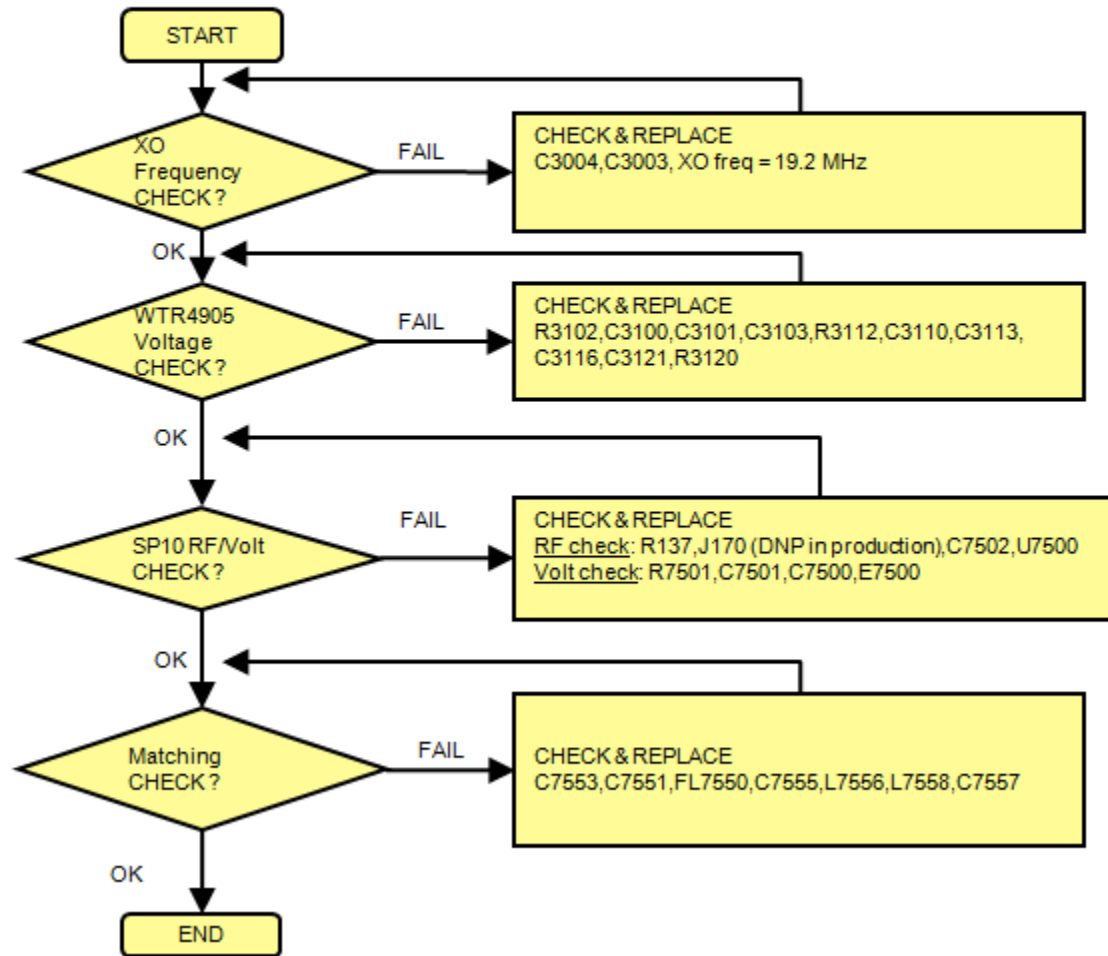 START
XO
Frequency
CHECK ?
FAIL
CHECK & REPLACE
C3004,C3003, XO freq = 19.2 MHz
OK
WTR4905
Voltage
CHECK ?
FAIL
CHECK & REPLACE
R3102,C3100,C3101,C3103,R3112,C3110,C3113,
C3116,C3121,R3120
OK
SP10 RF/Volt
CHECK ?
FAIL
CHECK & REPLACE
RF check: R137,J170 (DNP in production),C7502,U7500
Volt check: R7501,C7501,C7500,E7500
OK
Matching
CHECK ?
FAIL
CHECK & REPLACE
C7553,C7551,FL7550,C7555,L7556,L7558,C7557
OK
END